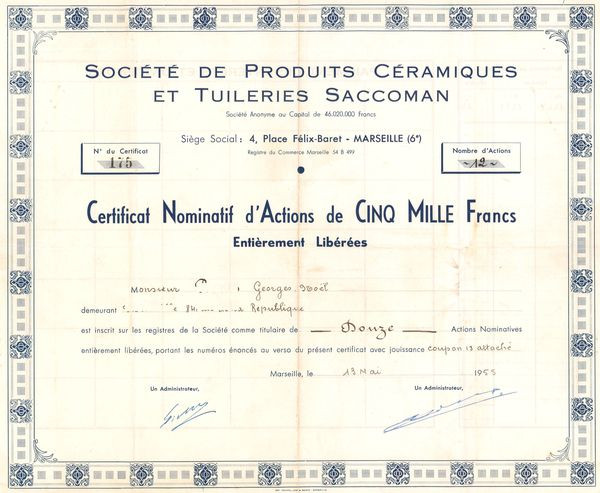 SOCIÉTÉ DE PRODUITS CÉRAMIQUES
ET TUILERIES SACCOMAN
Société Anonyme au Capital de 46.020.000 Francs
Siège Social : 4, Place Félix-Baret - MARSEILLE (6e)
Registre du Commerce Marseille 54 B 499
N° du Certificat
175
Nombre d'Actions
-12-
Certificat Nominatif d'Actions de CINQ MILLE Francs
Entièrement Libérées
Monsieur Georges Noël
demeurant République
est inscrit sur les registres de la Société comme titulaire de — Douze — Actions Nominatives
entièrement libérées, portant les numéros énoncés au verso du présent certificat avec jouissance coupon 13 attaché
Marseille, le 13 Mai 1955
Un Administrateur,
Un Administrateur,